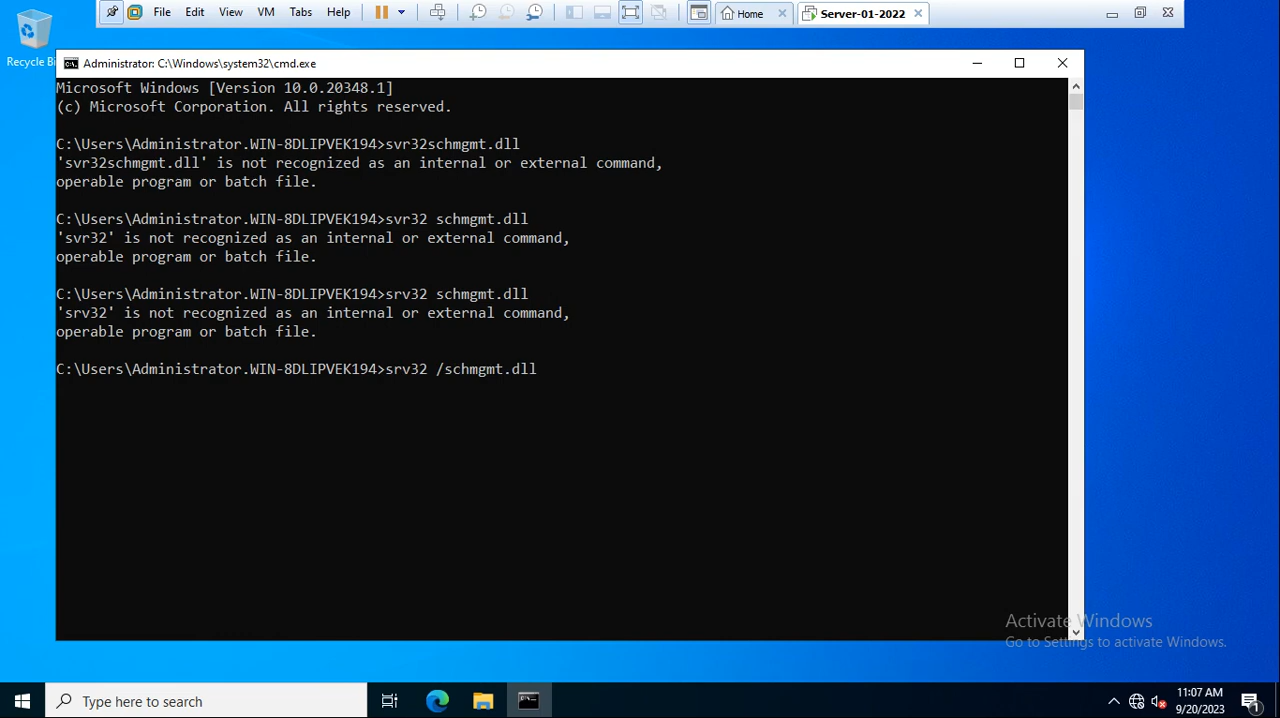 File Edit View VM Tabs Help Home Server-01-2022
Recycle Bi
Administrator: C:\Windows\system32\cmd.exe
Microsoft Windows [Version 10.0.20348.1]
(c) Microsoft Corporation. All rights reserved.
C:\Users\Administrator.WIN-8DLIPVEK194>svr32schmgmt.dll
'svr32schmgmt.dll' is not recognized as an internal or external command,
operable program or batch file.
C:\Users\Administrator.WIN-8DLIPVEK194>svr32 schmgmt.dll
'svr32' is not recognized as an internal or external command,
operable program or batch file.
C:\Users\Administrator.WIN-8DLIPVEK194>srv32 schmgmt.dll
'srv32' is not recognized as an internal or external command,
operable program or batch file.
C:\Users\Administrator.WIN-8DLIPVEK194>srv32 /schmgmt.dll
Activate Windows
Go to Settings to activate Windows.
Type here to search
11:07 AM
9/20/2023
1